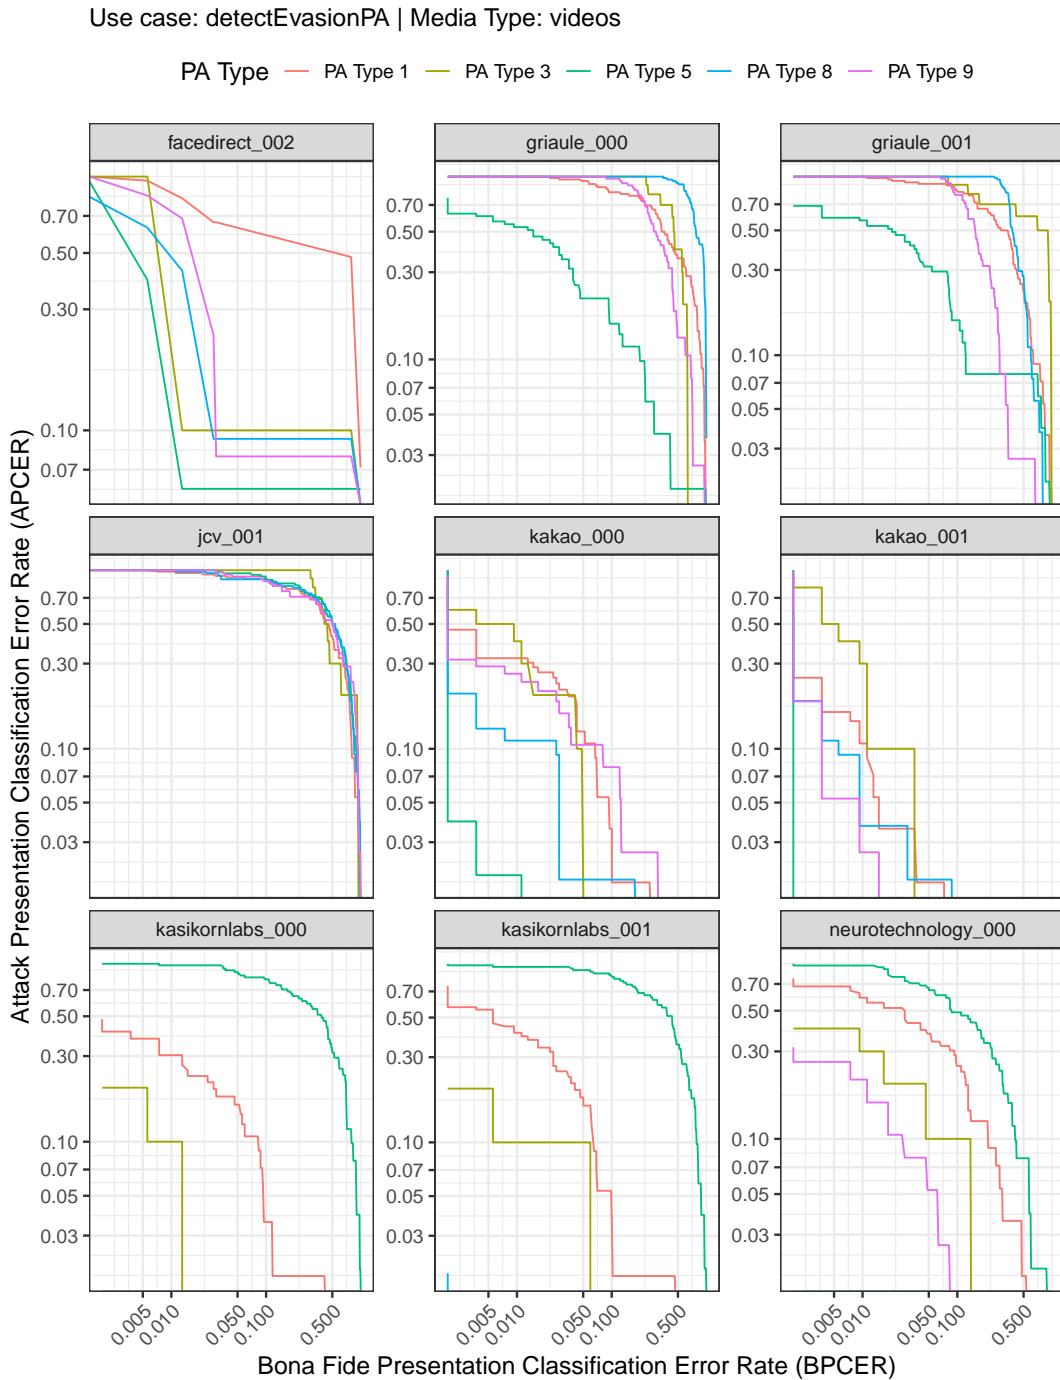 Use case: detectEvasionPA | Media Type: videos
PA Type PA Type 1 PA Type 3 PA Type 5 PA Type 8 PA Type 9
Attack Presentation Classification Error Rate (APCER)
facedirect_002 griaule_000 griaule_001
0.70 0.70 0.70
0.50 0.50 0.50
0.30 0.30 0.30
0.10 0.10 0.10
0.07 0.07 0.07
0.05 0.05
0.03 0.03
jcv_001 kakao_000 kakao_001
0.70 0.70 0.70
0.50 0.50 0.50
0.30 0.30 0.30
0.10 0.10 0.10
0.07 0.07 0.07
0.05 0.05 0.05
0.03 0.03 0.03
kasikornlabs_000 kasikornlabs_001 neurotechnology_000
0.70 0.70 0.70
0.50 0.50 0.50
0.30 0.30 0.30
0.10 0.10 0.10
0.07 0.07 0.07
0.05 0.05 0.05
0.03 0.03 0.03
0.005 0.010 0.050 0.100 0.500 0.005 0.010 0.050 0.100 0.500 0.005 0.010 0.050 0.100 0.500
Bona Fide Presentation Classification Error Rate (BPCER)